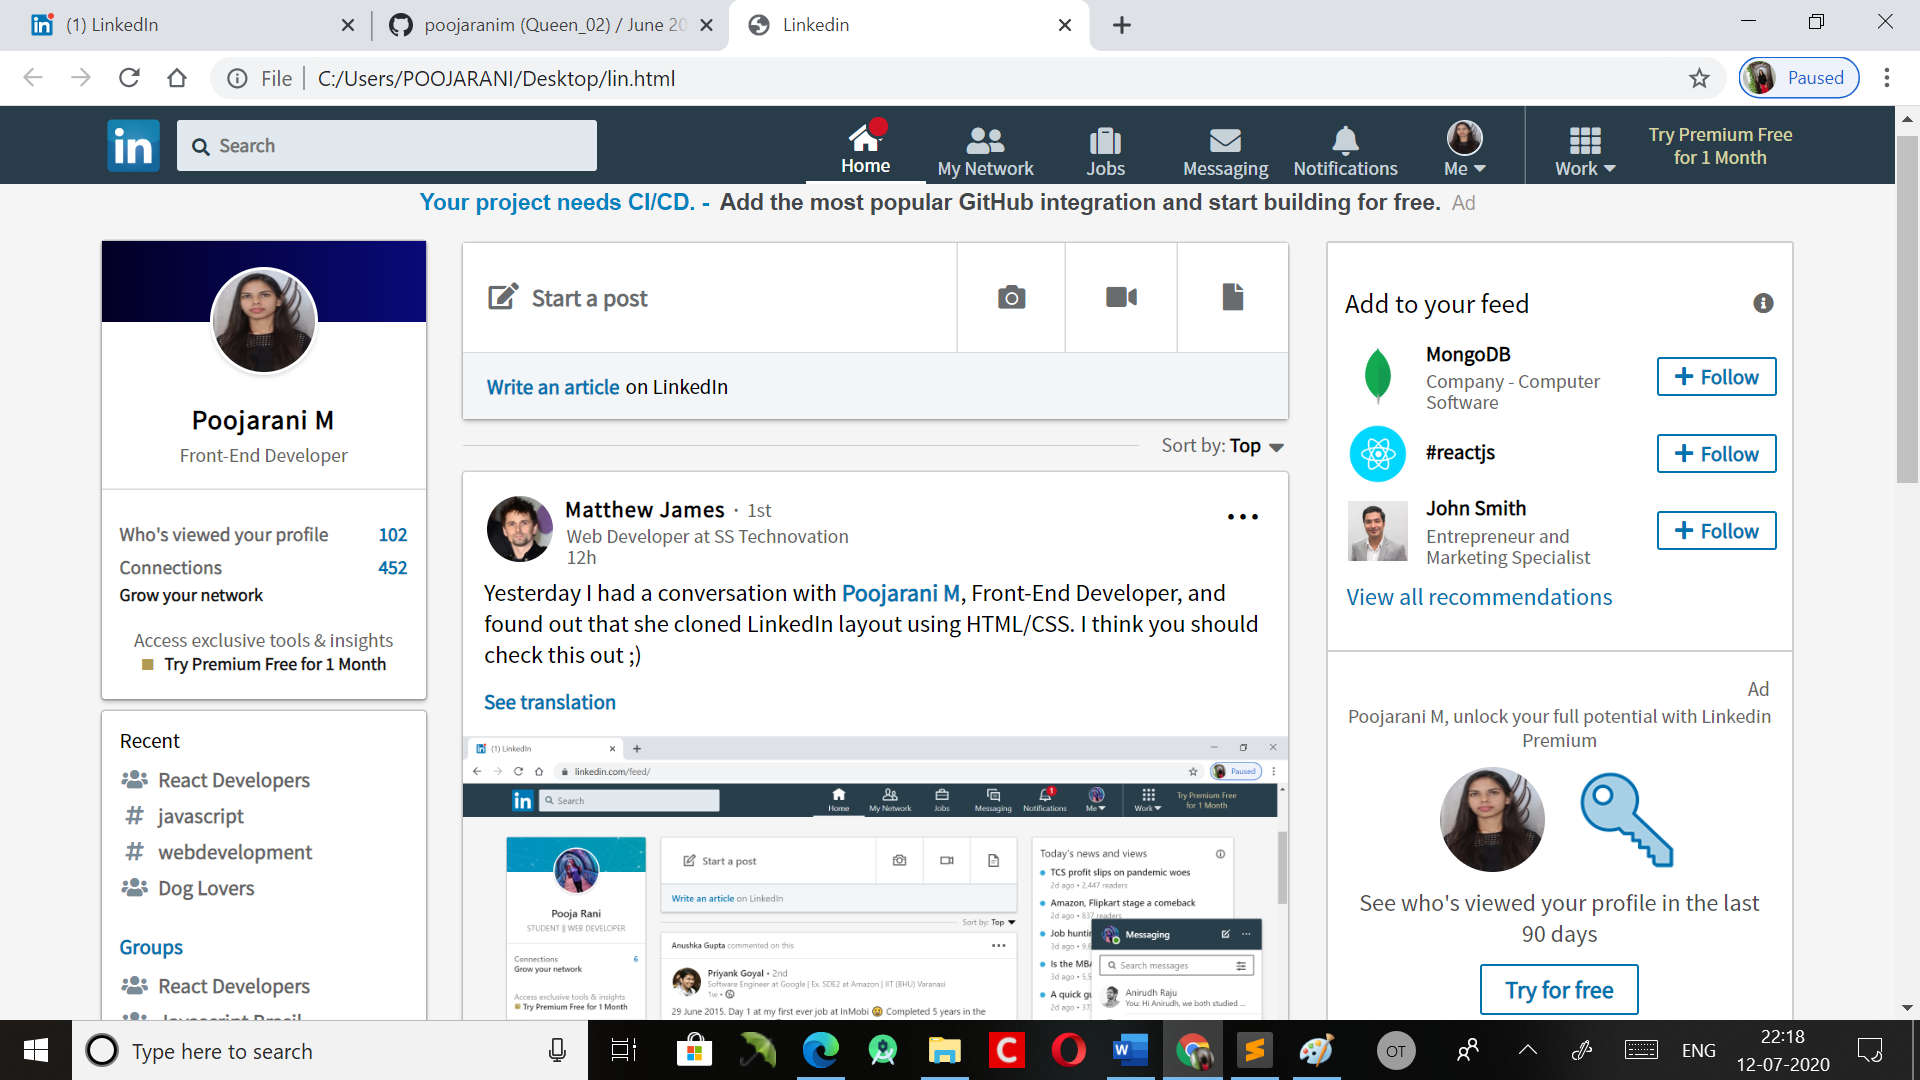 (1) LinkedIn
poojaranim (Queen_02) / June 20
Linkedin
File
C:/Users/POOJARANI/Desktop/lin.html
Paused
in
Search
Home
My Network
Jobs
Messaging
Notifications
Me
Work
Try Premium Free
for 1 Month
Your project needs CI/CD. - Add the most popular GitHub integration and start building for free. Ad
Poojarani M
Front-End Developer
Who's viewed your profile 102
Connections 452
Grow your network
Access exclusive tools & insights
Try Premium Free for 1 Month
Recent
React Developers
# javascript
# webdevelopment
Dog Lovers
Groups
React Developers
Start a post
Write an article on LinkedIn
Sort by: Top
Matthew James · 1st
Web Developer at SS Technovation
12h
Yesterday I had a conversation with Poojarani M, Front-End Developer, and
found out that she cloned LinkedIn layout using HTML/CSS. I think you should
check this out ;)
See translation
(1) LinkedIn
linkedin.com/feed/
Paused
in
Search
Home
My Network
Jobs
Messaging
1
Notifications
Me
Work
Try Premium Free
for 1 Month
Pooja Rani
STUDENT || WEB DEVELOPER
Connections 6
Grow your network
Access exclusive tools & insights
Try Premium Free for 1 Month
Start a post
Write an article on LinkedIn
Sort by: Top
Anushka Gupta commented on this
Priyank Goyal • 2nd
Software Engineer at Google | Ex. SDE2 at Amazon | IIT (BHU) Varanasi
1w •
29 June 2015. Day 1 at my first ever job at InMobi Completed 5 years in the
Today's news and views
TCS profit slips on pandemic woes
2d ago • 2,447 readers
Amazon, Flipkart stage a comeback
2d ago • 837 readers
Job huntin
3d ago • 9,6
Is the MBA
3d ago • 5,5
A quick gu
2d ago • 37
Messaging
Search messages
Anirudh Raju
You: Hi Anirudh, we both studied ...
Add to your feed
MongoDB
Company - Computer
Software
+ Follow
#reactjs
+ Follow
John Smith
Entrepreneur and
Marketing Specialist
+ Follow
View all recommendations
Ad
Poojarani M, unlock your full potential with Linkedin
Premium
See who's viewed your profile in the last
90 days
Try for free
Type here to search
C
W
OT
ENG
22:18
12-07-2020